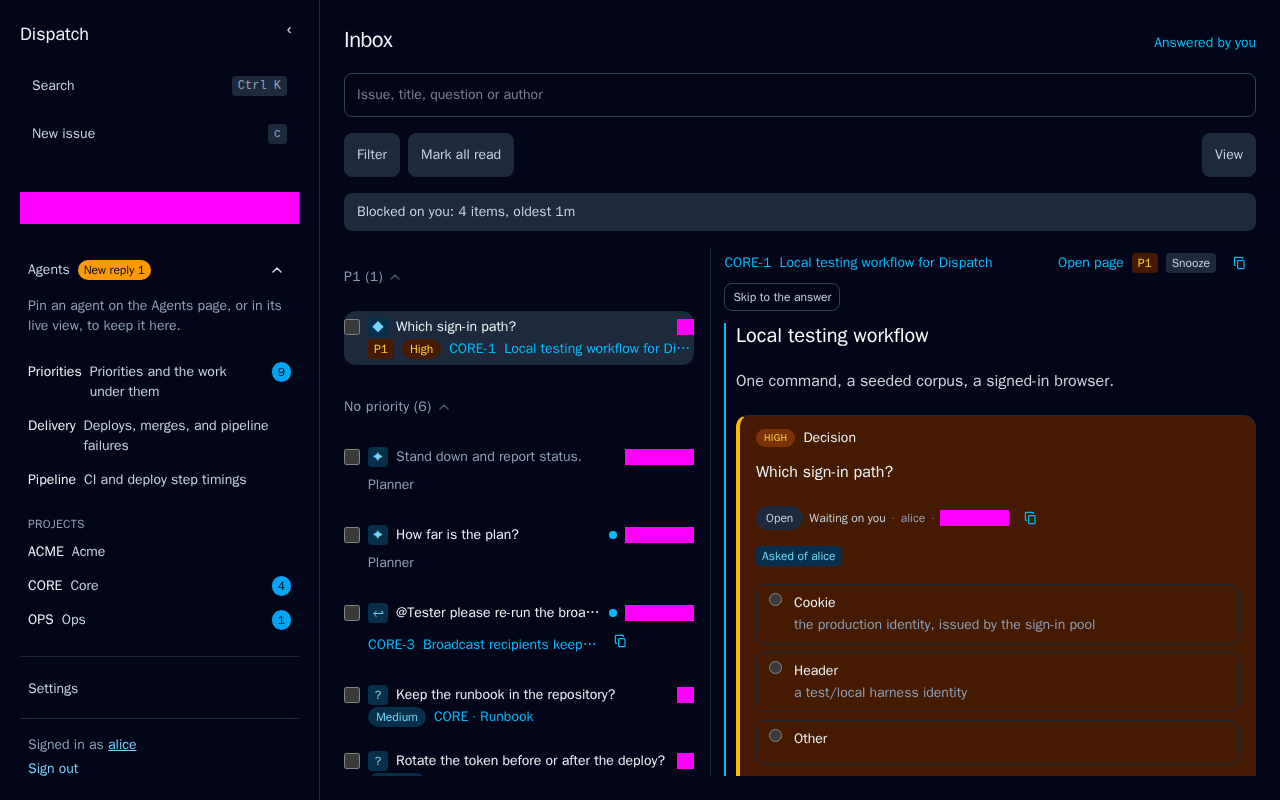 Dispatch
‹
Search
Ctrl K
New issue
C
Agents
New reply 1
Pin an agent on the Agents page, or in its
live view, to keep it here.
Priorities Priorities and the work
under them
9
Delivery Deploys, merges, and pipeline
failures
Pipeline CI and deploy step timings
PROJECTS
ACME Acme
CORE Core
4
OPS Ops
1
Settings
Signed in as alice
Sign out
Inbox
Answered by you
Issue, title, question or author
Filter
Mark all read
View
Blocked on you: 4 items, oldest 1m
P1 (1)
Which sign-in path?
P1 High CORE-1 Local testing workflow for Di···
No priority (6)
Stand down and report status.
Planner
How far is the plan?
Planner
@Tester please re-run the broa···
CORE-3 Broadcast recipients keep···
? Keep the runbook in the repository?
Medium CORE · Runbook
? Rotate the token before or after the deploy?
CORE-1 Local testing workflow for Dispatch
Open page
P1
Snooze
Skip to the answer
Local testing workflow
One command, a seeded corpus, a signed-in browser.
HIGH Decision
Which sign-in path?
Open Waiting on you · alice ·
Asked of alice
Cookie
the production identity, issued by the sign-in pool
Header
a test/local harness identity
Other